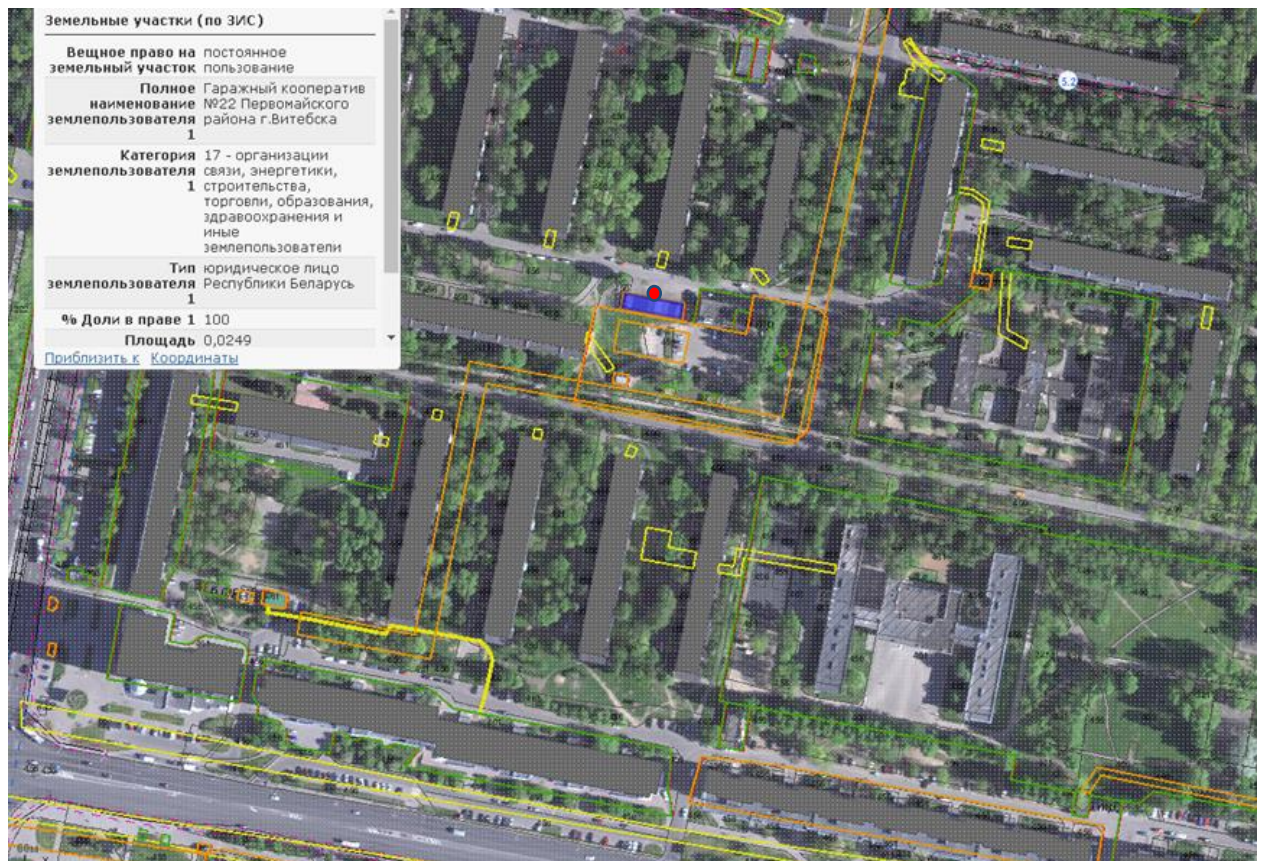 Земельные участки (по ЗИС)
Вещное право на земельный участок
постоянное пользование
Полное наименование землепользователя 1
Гаражный кооператив №22 Первомайского района г.Витебска
Категория землепользователя 1
17 - организации связи, энергетики, строительства, торговли, образования, здравоохранения и иные землепользователи
Тип землепользователя 1
юридическое лицо Республики Беларусь
% Доли в праве 1 100
Площадь 0,0249
Приблизить к Координаты
5.2